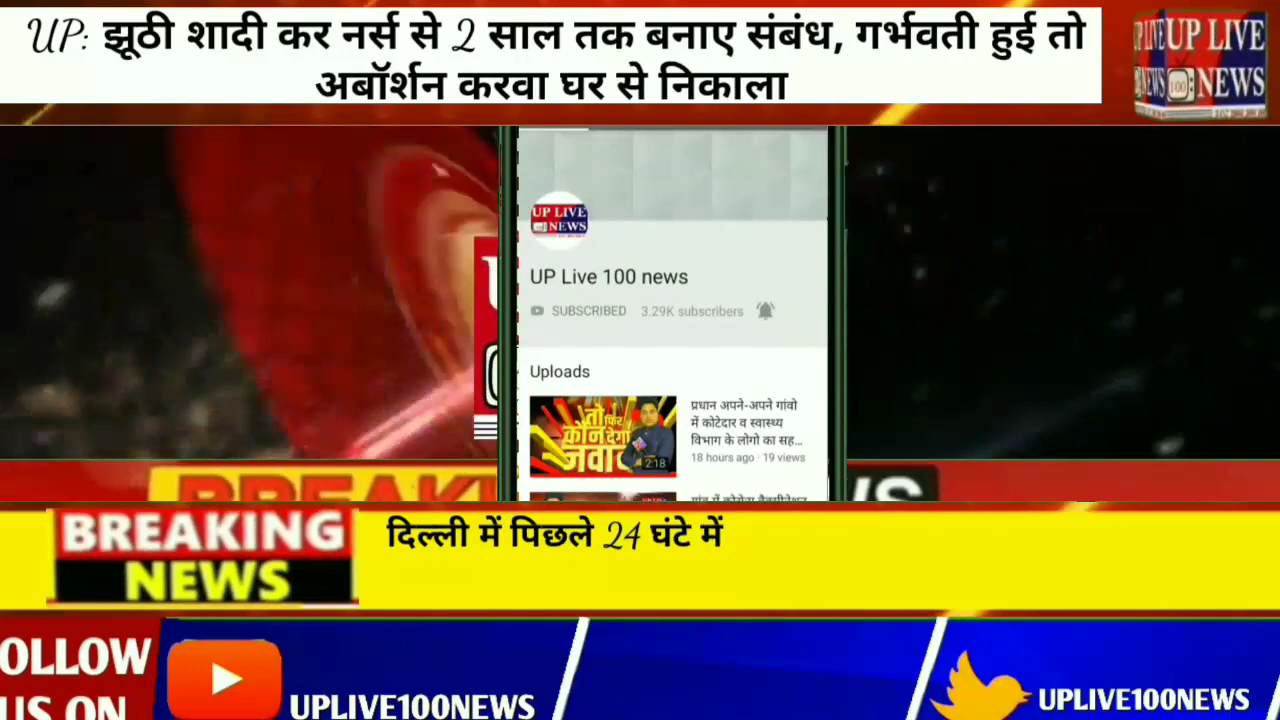 UP: झूठी शादी कर नर्स से 2 साल तक बनाए संबंध, गर्भवती हुई तो
अबॉर्शन करवा घर से निकाला
UP LIVE
100 NEWS
UP LIVE
NEWS
UP Live 100 news
SUBSCRIBED 3.29K subscribers
Uploads
तो फिर
कौन देगा
जवाब
2:18
प्रधान अपने-अपने गांवो
में कोटेदार व स्वास्थ्य
विभाग के लोगो का सह...
18 hours ago · 19 views
BREAKING
NEWS
दिल्ली में पिछले 24 घंटे में
OLLOW
US ON
UPLIVE100NEWS
UPLIVE100NEWS